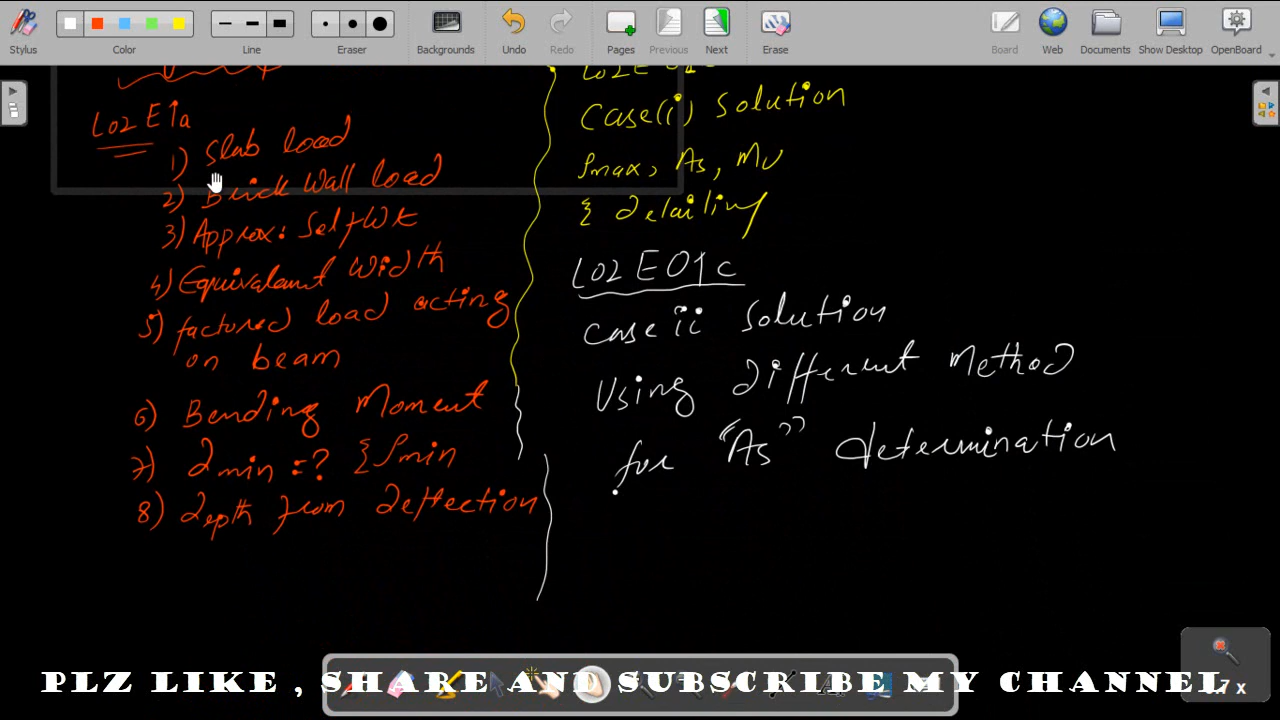 Stylus
Color
Line
Eraser
Backgrounds
Undo
Redo
Pages
Previous
Next
Erase
Board
Web
Documents
Show Desktop
OpenBoard
L02 E1a
1) Slab load
2) Brick Wall load
3) Approx: Self Wt
4) Equivalant Width
5) factored load acting
on beam
6) Bending Moment
7) dmin =? { ρmin
8) depth from deflection
Case(i) Solution
ρmax, As, Mu
{ detailing
L02 E01c
Case ii Solution
Using different Method
for "As" determination
PLZ LIKE , SHARE AND SUBSCRIBE MY CHANNEL